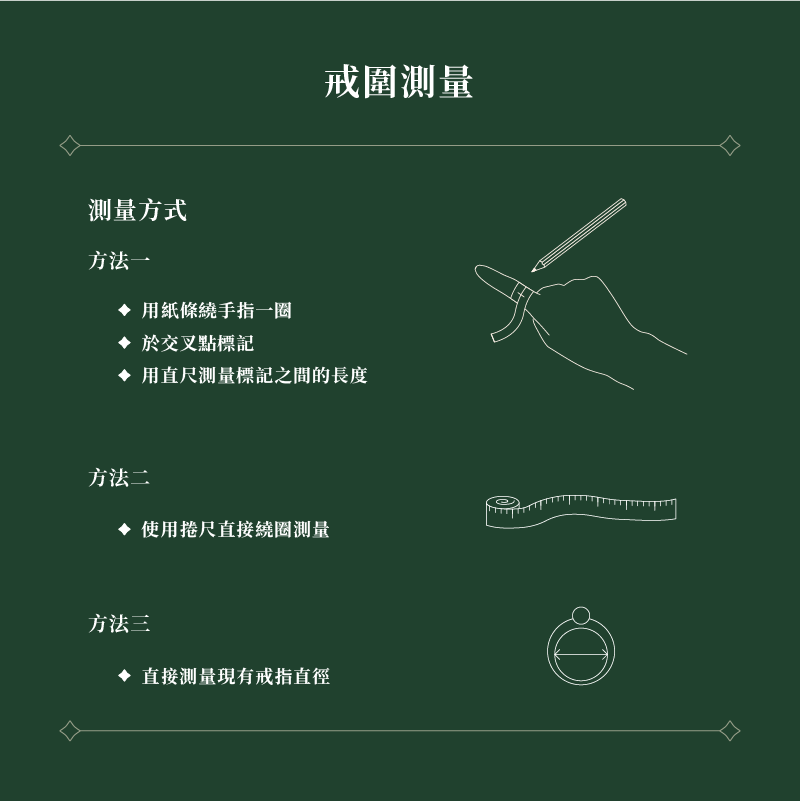 戒圍測量
測量方式
方法一
用紙條繞手指一圈
於交叉點標記
用直尺測量標記之間的長度
方法二
使用捲尺直接繞圈測量
方法三
直接測量現有戒指直徑